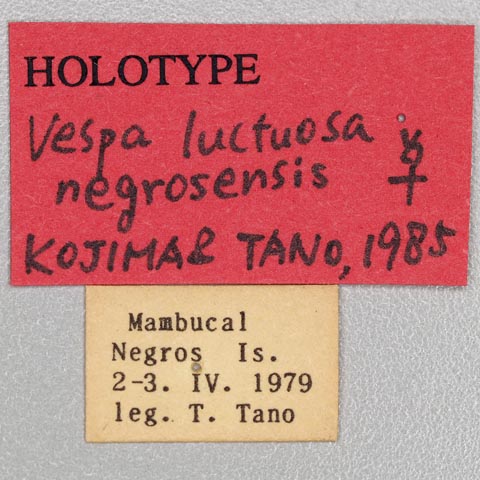 HOLOTYPE
Vespa luctuosa ☿
negrosensis
KOJIMA & TANO, 1985
Mambucal
Negros Is.
2-3. IV. 1979
leg. T. Tano